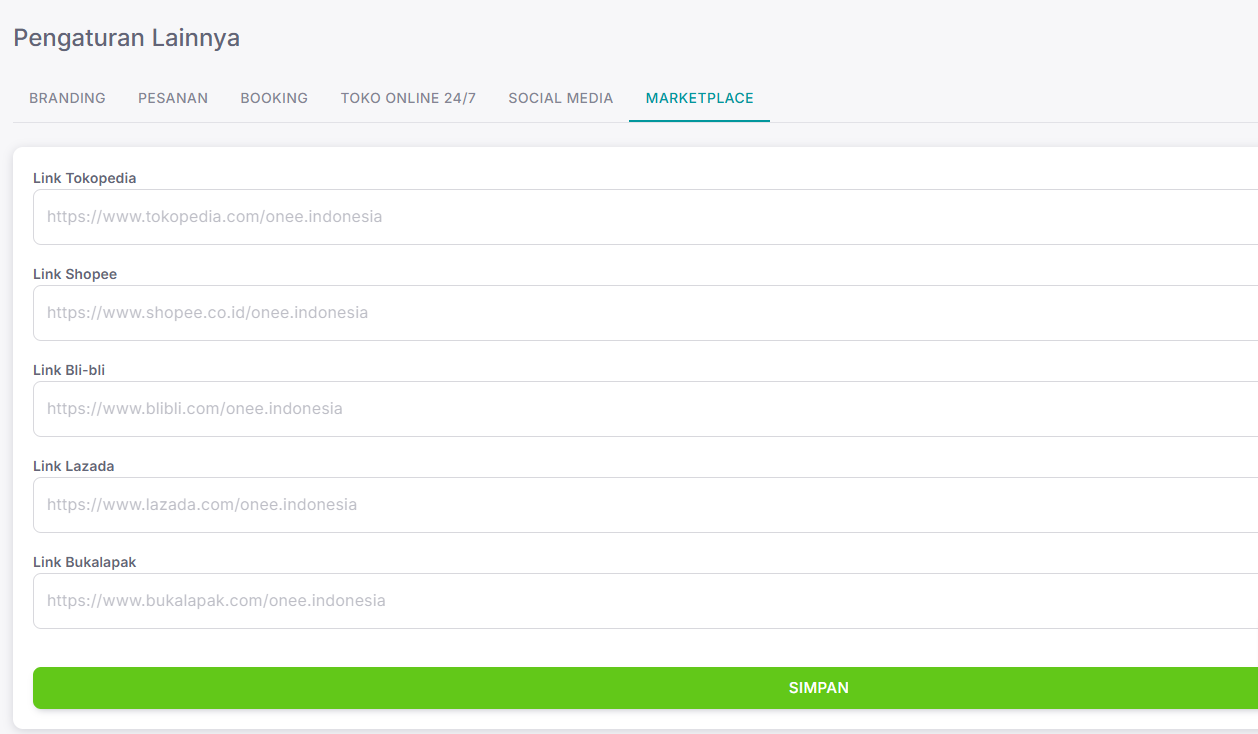 Pengaturan Lainnya
BRANDING PESANAN BOOKING TOKO ONLINE 24/7 SOCIAL MEDIA MARKETPLACE
Link Tokopedia
https://www.tokopedia.com/onee.indonesia
Link Shopee
https://www.shopee.co.id/onee.indonesia
Link Bli-bli
https://www.blibli.com/onee.indonesia
Link Lazada
https://www.lazada.com/onee.indonesia
Link Bukalapak
https://www.bukalapak.com/onee.indonesia
SIMPAN